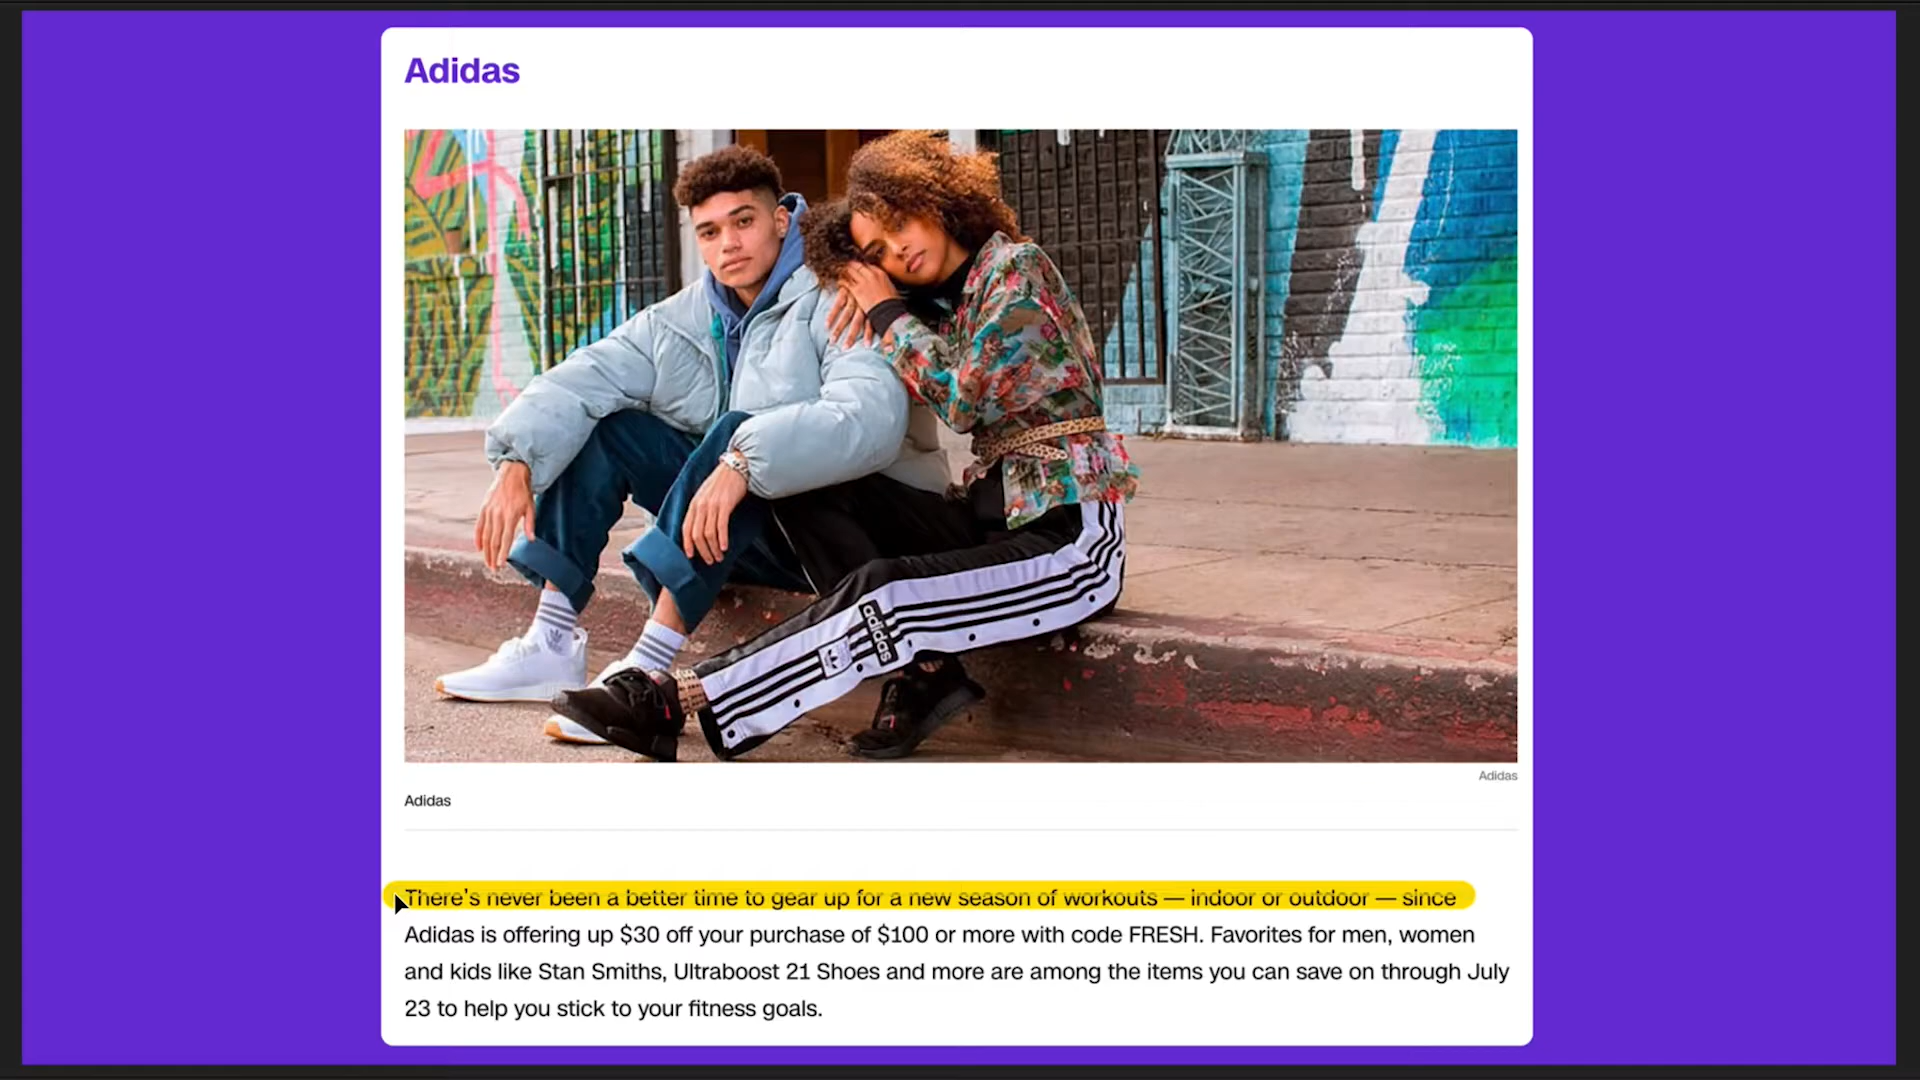 Adidas
adidas
Adidas
Adidas
There's never been a better time to gear up for a new season of workouts — indoor or outdoor — since
Adidas is offering up $30 off your purchase of $100 or more with code FRESH. Favorites for men, women
and kids like Stan Smiths, Ultraboost 21 Shoes and more are among the items you can save on through July
23 to help you stick to your fitness goals.